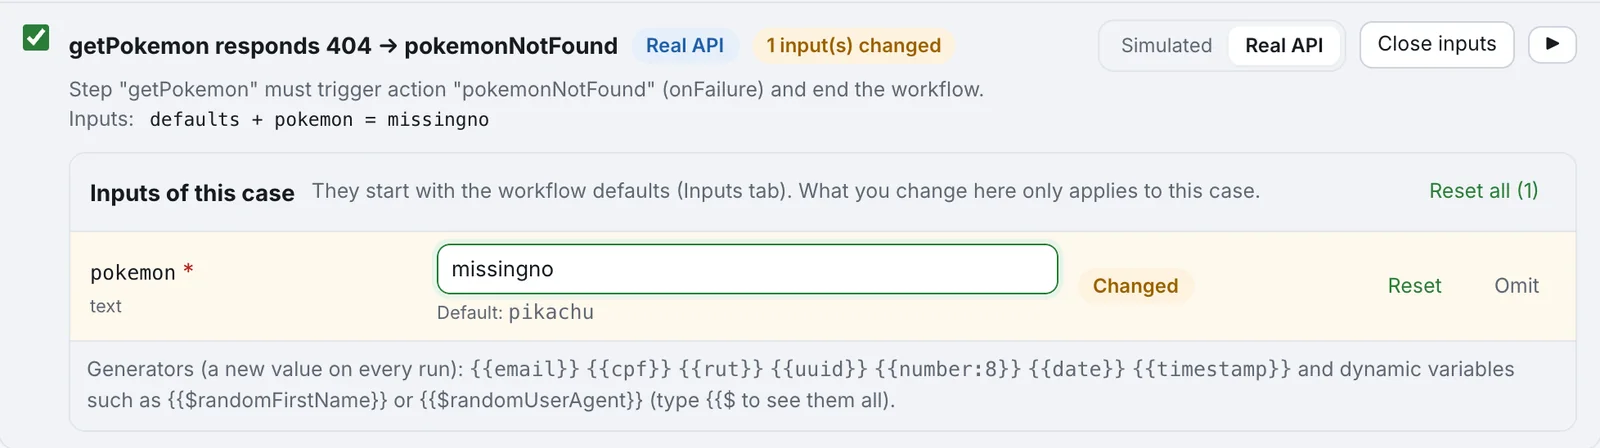 getPokemon responds 404 → pokemonNotFound Real API 1 input(s) changed Simulated Real API Close inputs
Step "getPokemon" must trigger action "pokemonNotFound" (onFailure) and end the workflow.
Inputs: defaults + pokemon = missingno
Inputs of this case They start with the workflow defaults (Inputs tab). What you change here only applies to this case. Reset all (1)
pokemon * missingno Changed Reset Omit
text Default: pikachu
Generators (a new value on every run): {{email}} {{cpf}} {{rut}} {{uuid}} {{number:8}} {{date}} {{timestamp}} and dynamic variables
such as {{$randomFirstName}} or {{$randomUserAgent}} (type {{$ to see them all).